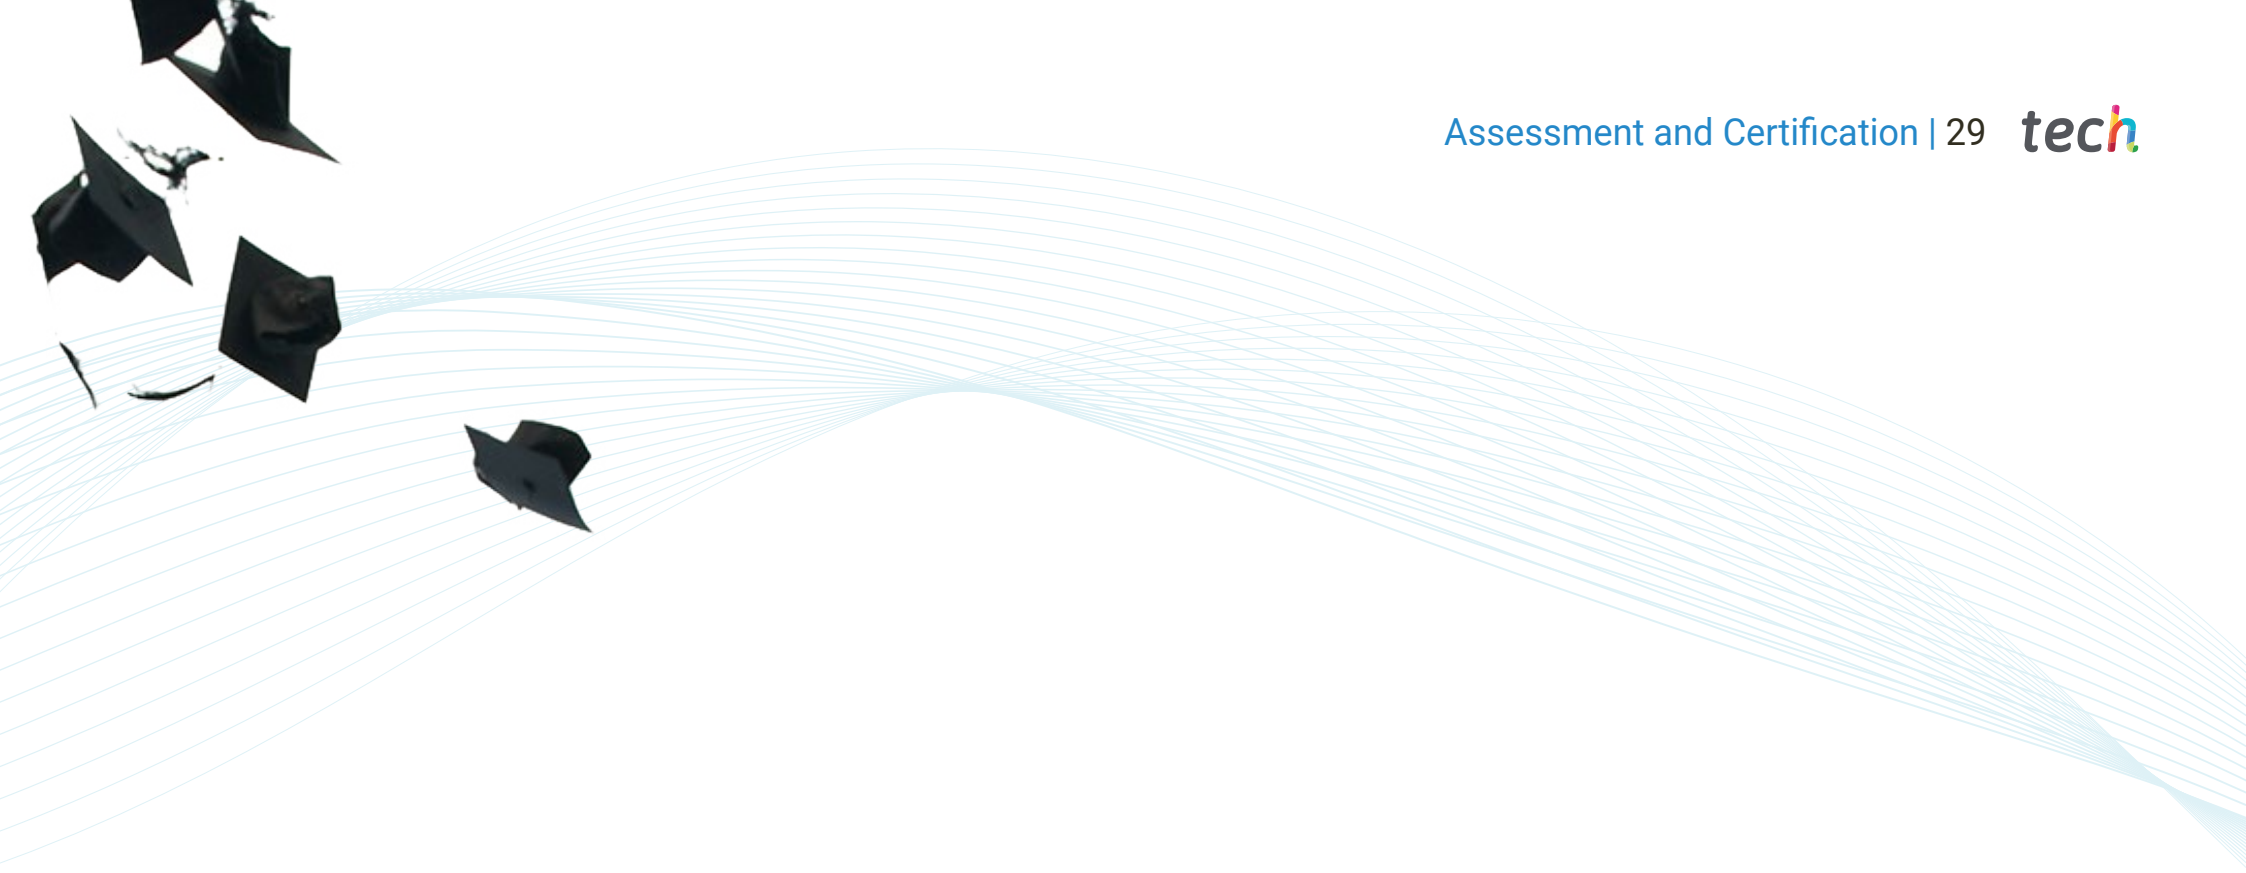 Assessment and Certification | 29 tech